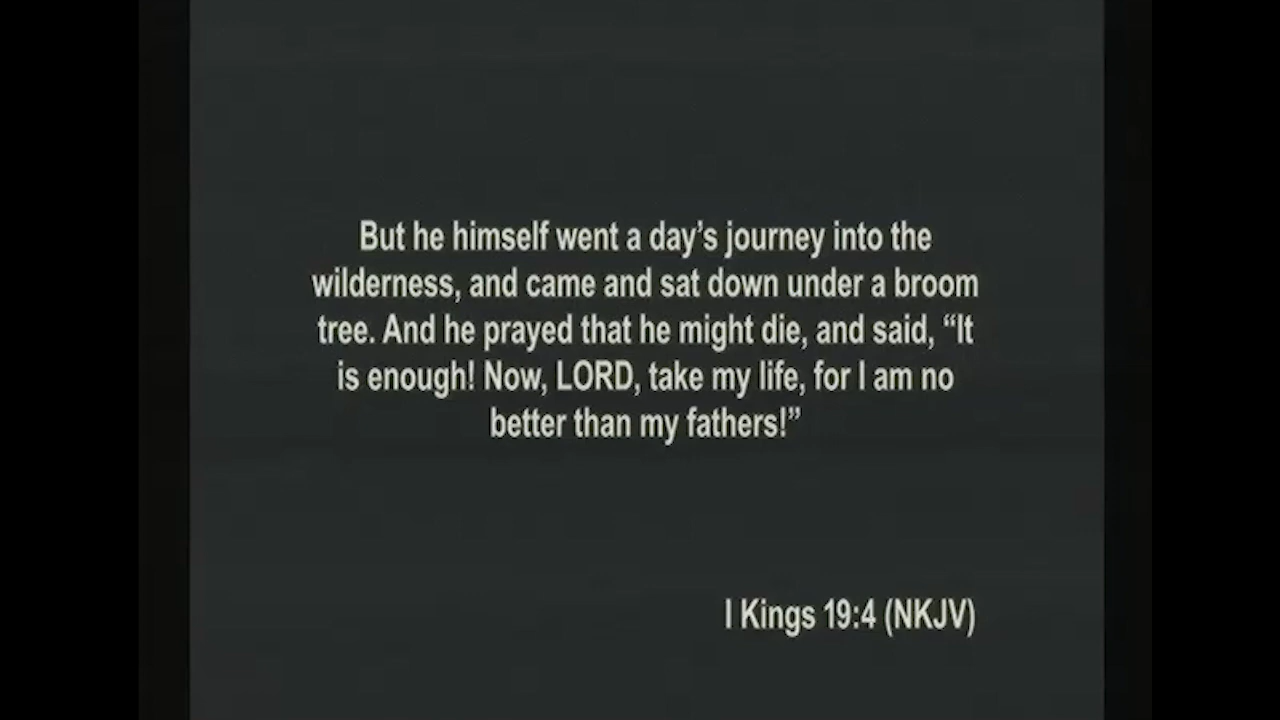 But he himself went a day’s journey into the
wilderness, and came and sat down under a broom
tree. And he prayed that he might die, and said, “It
is enough! Now, LORD, take my life, for I am no
better than my fathers!”
I Kings 19:4 (NKJV)